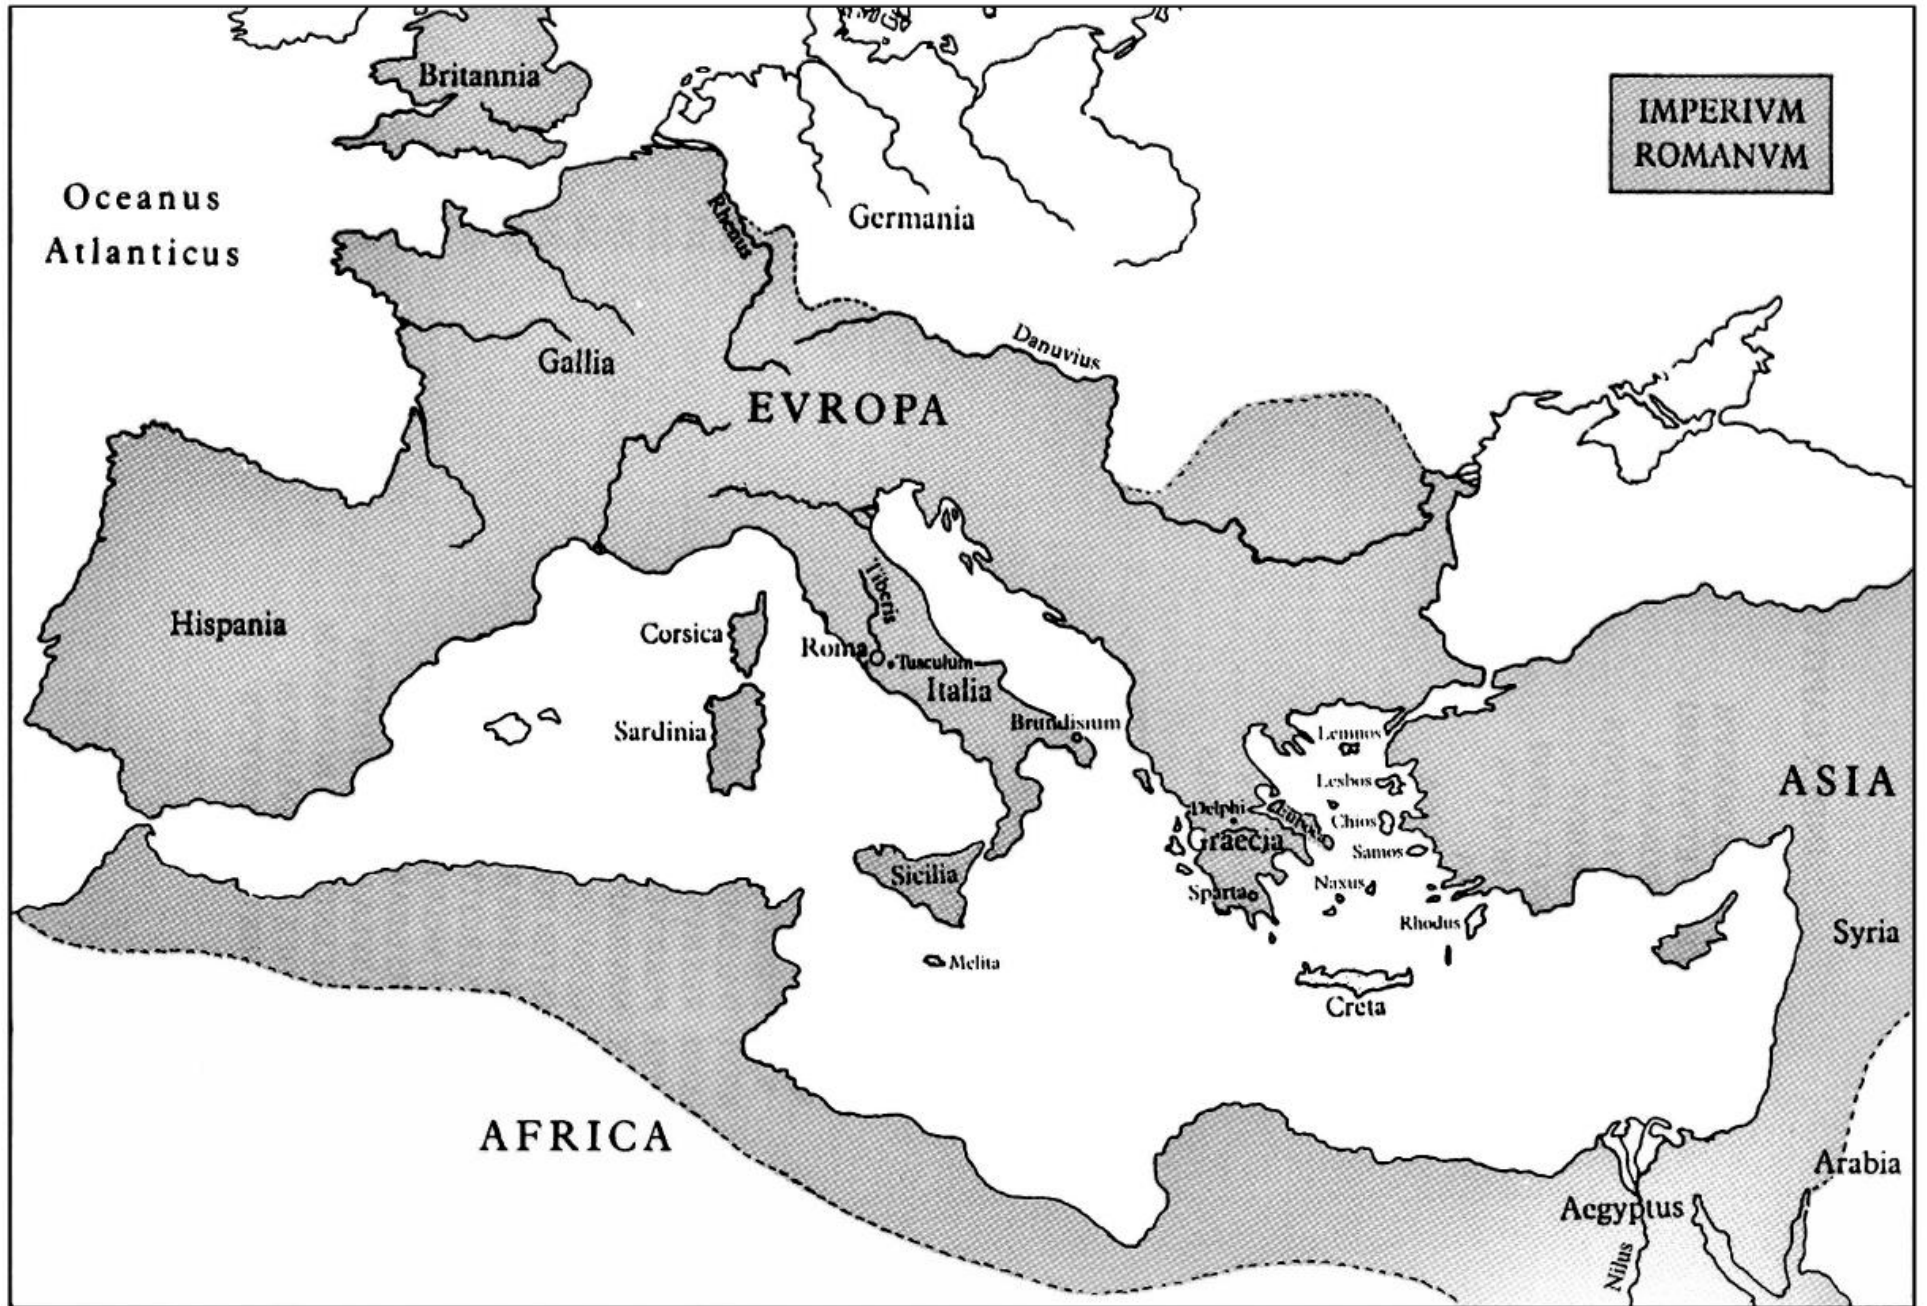 Britannia
IMPERIVM
ROMANVM
Oceanus
Atlanticus
Rhenus
Germania
Danuvius
Gallia
EVROPA
Hispania
Tiberis
Corsica
Roma
Tusculum
Italia
Sardinia
Brundisium
Lemnos
Lesbos
ASIA
Delphi
Euboea
Chios
Graecia
Samos
Sicilia
Naxus
Sparta
Rhodus
Syria
Melita
Creta
AFRICA
Arabia
Aegyptus
Nilus